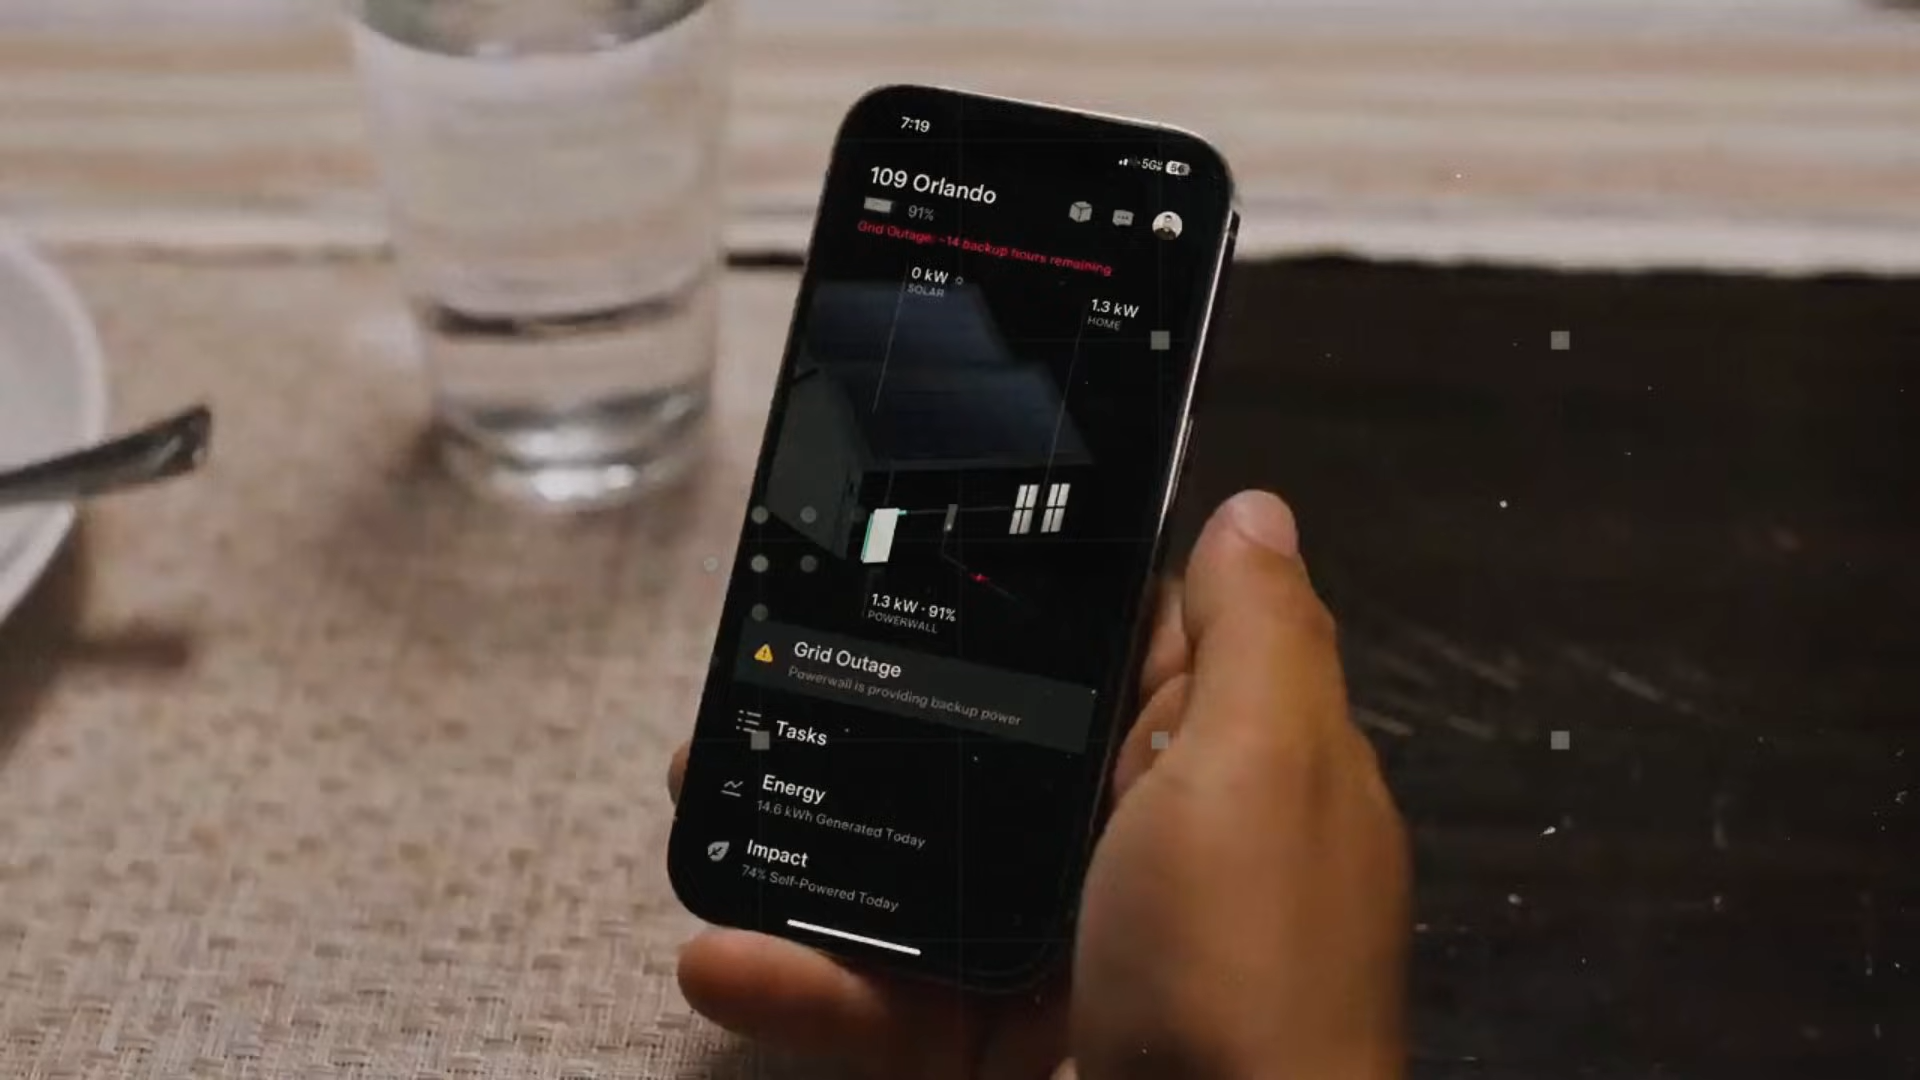 7:19
5G
56
109 Orlando
91%
Grid Outage: ~14 backup hours remaining
0 kW
SOLAR
1.3 kW
HOME
1.3 kW · 91%
POWERWALL
Grid Outage
Powerwall is providing backup power
Tasks
Energy
14.6 kWh Generated Today
Impact
74% Self-Powered Today